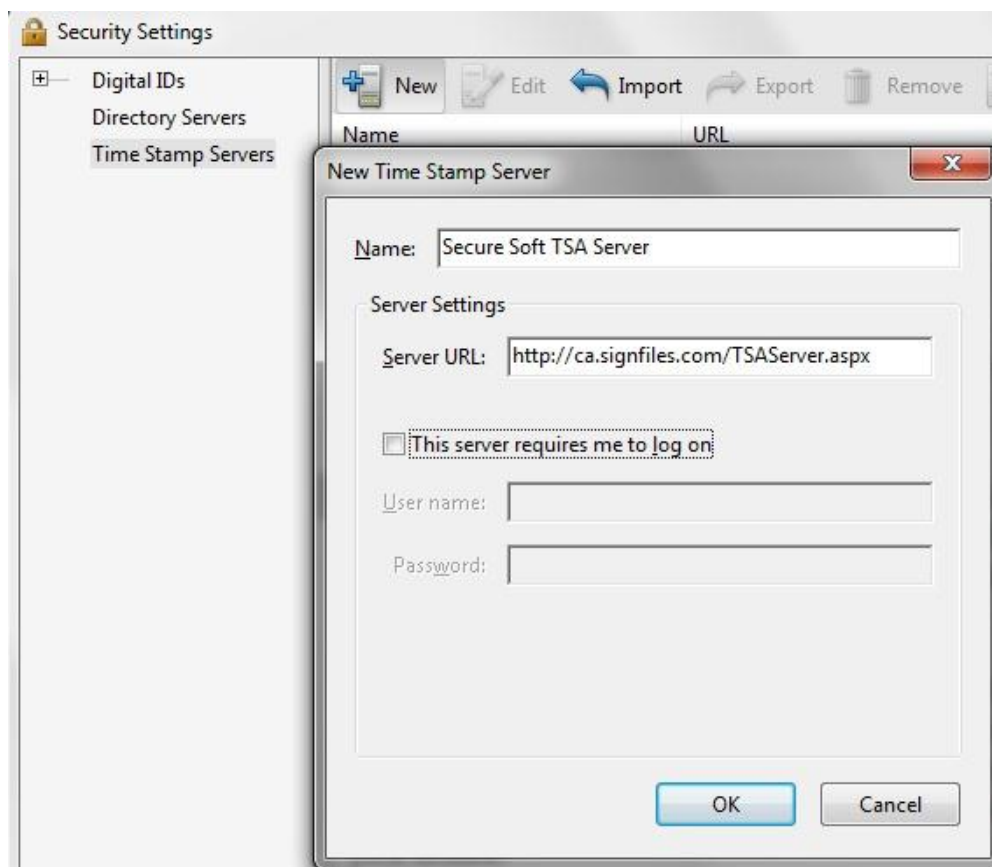 Security Settings
Digital IDs
Directory Servers
Time Stamp Servers
New Edit Import Export Remove
Name URL
New Time Stamp Server
Name: Secure Soft TSA Server
Server Settings
Server URL: http://ca.signfiles.com/TSAServer.aspx
This server requires me to log on
User name:
Password:
OK Cancel